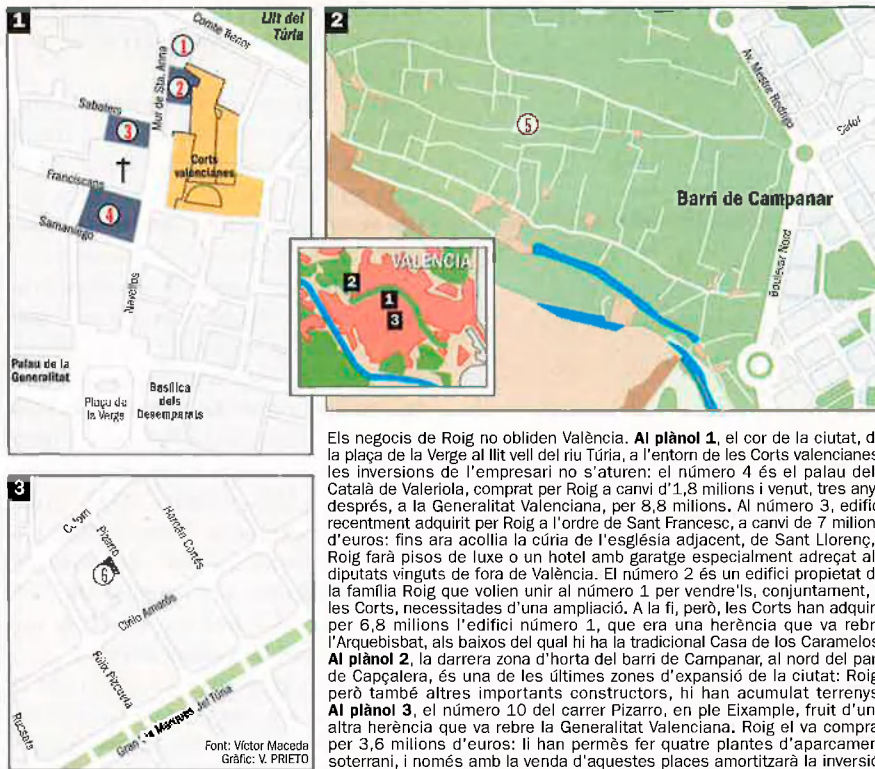 1
Llit del
Túria
Comte Trenor
1
Mur de Sta. Anna
2
Sabaters
3
Corts
valencianes
Franciscans
4
Samaniego
Navellos
Palau de la
Generalitat
Plaça de
la Verge
Basílica
dels
Desemparats
2
5
Av. Mestre Rodrigo
Safor
Barri de Campanar
Bulevar Nord
VALÈNCIA
2
1
3
3
Colom
Pizarro
Hernán Cortés
6
Cirilo Amorós
Fèlix Pizcueta
Russafa
Gran Via Marqués del Túria
Font: Víctor Maceda
Gràfic: V. PRIETO
Els negocis de Roig no obliden València. Al plànol 1, el cor de la ciutat, d
la plaça de la Verge al llit vell del riu Túria, a l'entorn de les Corts valencianes
les inversions de l'empresari no s'aturen: el número 4 és el palau del
Català de Valeriola, comprat per Roig a canvi d'1,8 milions i venut, tres any
després, a la Generalitat Valenciana, per 8,8 milions. Al número 3, edific
recentment adquirit per Roig a l'ordre de Sant Francesc, a canvi de 7 milion
d'euros: fins ara acollia la cúria de l'església adjacent, de Sant Llorenç,
Roig farà pisos de luxe o un hotel amb garatge especialment adreçat al
diputats vinguts de fora de València. El número 2 és un edifici propietat d
la família Roig que volien unir al número 1 per vendre'ls, conjuntament,
les Corts, necessitades d'una ampliació. A la fi, però, les Corts han adquiri
per 6,8 milions l'edifici número 1, que era una herència que va rebr
l'Arquebisbat, als baixos del qual hi ha la tradicional Casa de los Caramelos
Al plànol 2, la darrera zona d'horta del barri de Campanar, al nord del par
de Capçalera, és una de les últimes zones d'expansió de la ciutat: Roig
però també altres importants constructors, hi han acumulat terrenys
Al plànol 3, el número 10 del carrer Pizarro, en ple Eixample, fruit d'un
altra herència que va rebre la Generalitat Valenciana. Roig el va compra
per 3,6 milions d'euros: li han permès fer quatre plantes d'aparcamen
soterrani, i només amb la venda d'aquestes places amortitzarà la inversió